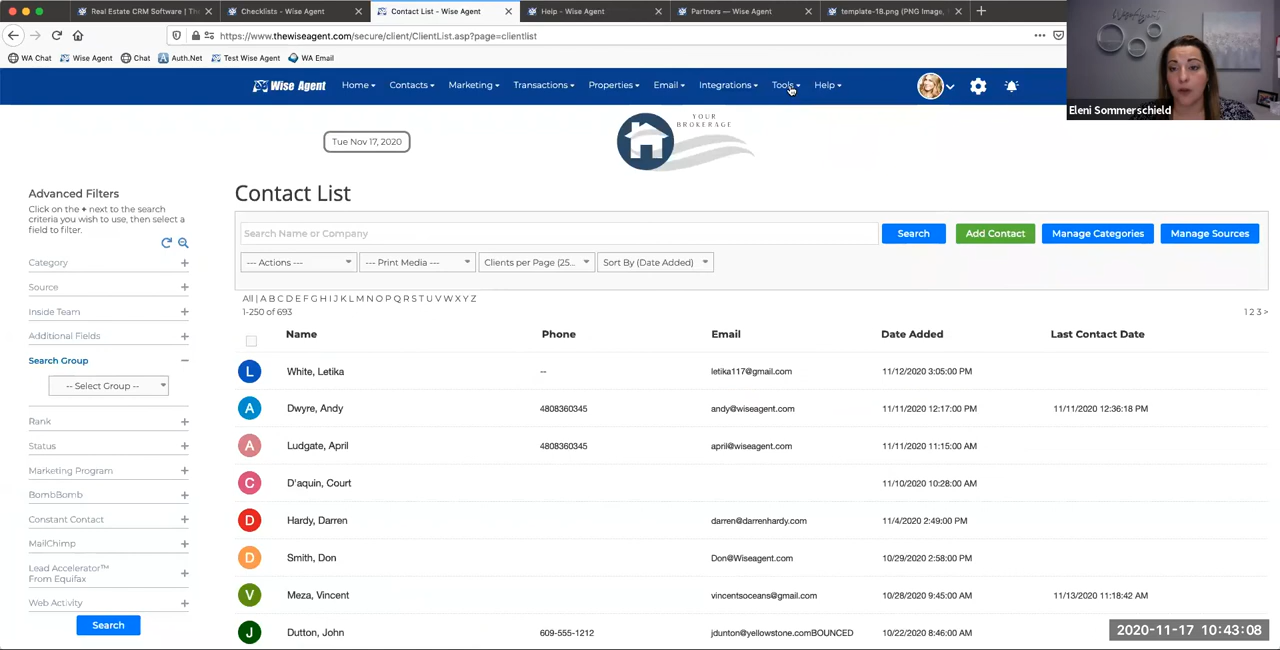 Real Estate CRM Software | The
Checklists - Wise Agent
Contact List - Wise Agent
Help - Wise Agent
Partners — Wise Agent
template-18.png (PNG Image,
https://www.thewiseagent.com/secure/client/ClientList.asp?page=clientlist
WA Chat Wise Agent Chat Auth.Net Test Wise Agent WA Email
Wise Agent Home Contacts Marketing Transactions Properties Email Integrations Tools Help
Eleni Sommerschield
Tue Nov 17, 2020
YOUR
BROKERAGE
Advanced Filters
Click on the + next to the search
criteria you wish to use, then select a
field to filter.
Category +
Source +
Inside Team +
Additional Fields +
Search Group −
-- Select Group --
Rank +
Status +
Marketing Program +
BombBomb +
Constant Contact +
MailChimp +
Lead Accelerator™
From Equifax +
Web Activity +
Search
Contact List
Search Name or Company Search Add Contact Manage Categories Manage Sources
--- Actions --- --- Print Media --- Clients per Page (25... Sort By (Date Added)
All | A B C D E F G H I J K L M N O P Q R S T U V W X Y Z
1-250 of 693 1 2 3 >
Name Phone Email Date Added Last Contact Date
L White, Letika -- letika117@gmail.com 11/12/2020 3:05:00 PM
A Dwyre, Andy 4808360345 andy@wiseagent.com 11/11/2020 12:17:00 PM 11/11/2020 12:36:18 PM
A Ludgate, April 4808360345 april@wiseagent.com 11/11/2020 11:15:00 AM
C D'aquin, Court 11/10/2020 10:28:00 AM
D Hardy, Darren darren@darrenhardy.com 11/4/2020 2:49:00 PM
D Smith, Don Don@Wiseagent.com 10/29/2020 2:58:00 PM
V Meza, Vincent vincentsoceans@gmail.com 10/28/2020 9:45:00 AM 11/13/2020 11:18:42 AM
J Dutton, John 609-555-1212 jdunton@yellowstone.comBOUNCED 10/22/2020 8:46:00 AM
2020-11-17 10:43:08